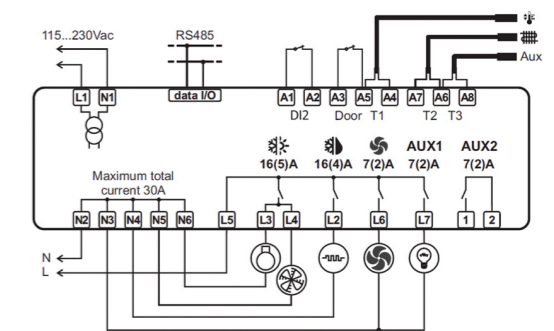 115...230Vac
RS485
Aux
L1 N1 data I/O A1 A2 A3 A5 A4 A7 A6 A8
DI2 Door T1 T2 T3
AUX1 AUX2
16(5)A 16(4)A 7(2)A 7(2)A 7(2)A
Maximum total
current 30A
N2 N3 N4 N5 N6 L5 L3 L4 L2 L6 L7 1 2
N
L